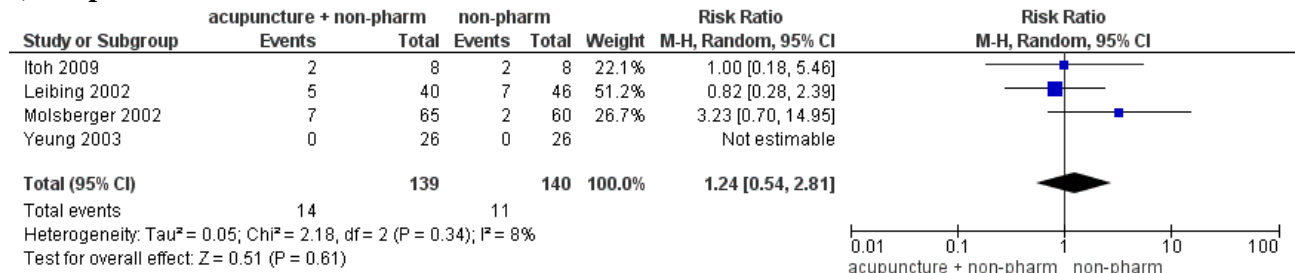 acupuncture + non-pharm non-pharm Risk Ratio Risk Ratio
Study or Subgroup Events Total Events Total Weight M-H, Random, 95% CI M-H, Random, 95% CI
Itoh 2009 2 8 2 8 22.1% 1.00 [0.18, 5.46]
Leibing 2002 5 40 7 46 51.2% 0.82 [0.28, 2.39]
Molsberger 2002 7 65 2 60 26.7% 3.23 [0.70, 14.95]
Yeung 2003 0 26 0 26 Not estimable
Total (95% CI) 139 140 100.0% 1.24 [0.54, 2.81]
Total events 14 11
Heterogeneity: Tau² = 0.05; Chi² = 2.18, df = 2 (P = 0.34); I² = 8%
Test for overall effect: Z = 0.51 (P = 0.61)
0.01 0.1 1 10 100
acupuncture + non-pharm non-pharm